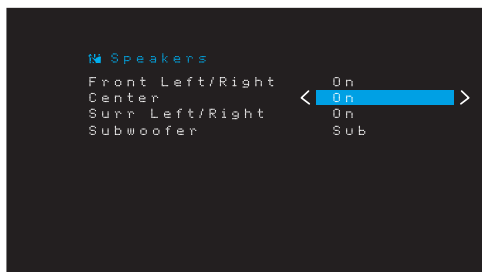 Speakers
Front Left/Right On
Center < On >
Surr Left/Right On
Subwoofer Sub